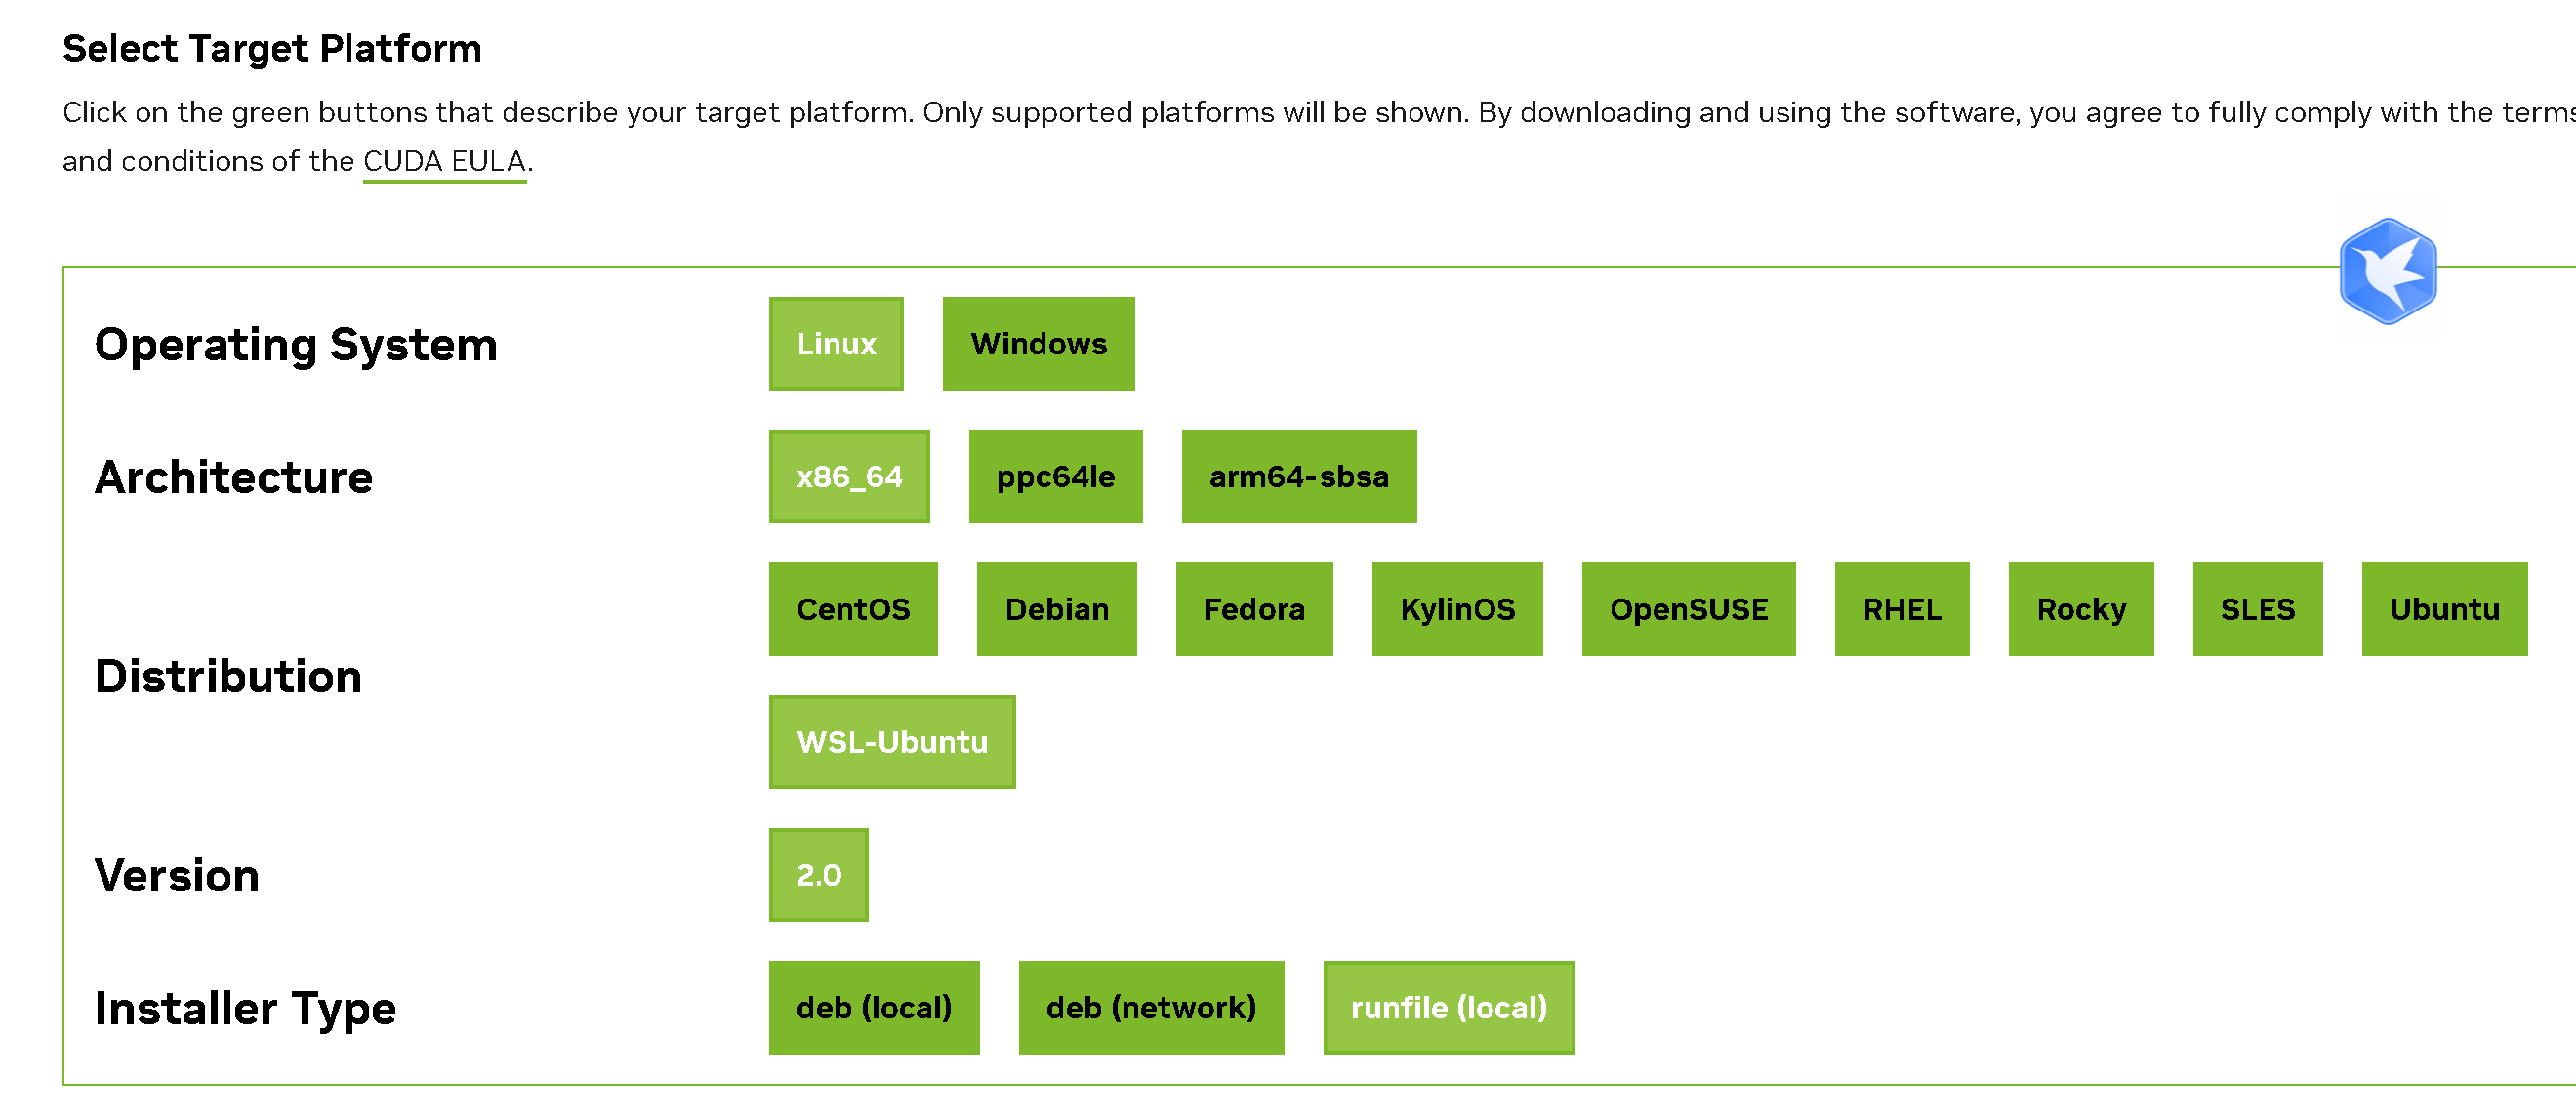 Select Target Platform
Click on the green buttons that describe your target platform. Only supported platforms will be shown. By downloading and using the software, you agree to fully comply with the terms
and conditions of the CUDA EULA.
Operating System
Linux Windows
Architecture
x86_64 ppc64le arm64-sbsa
Distribution
CentOS Debian Fedora KylinOS OpenSUSE RHEL Rocky SLES Ubuntu
WSL-Ubuntu
Version
2.0
Installer Type
deb (local) deb (network) runfile (local)